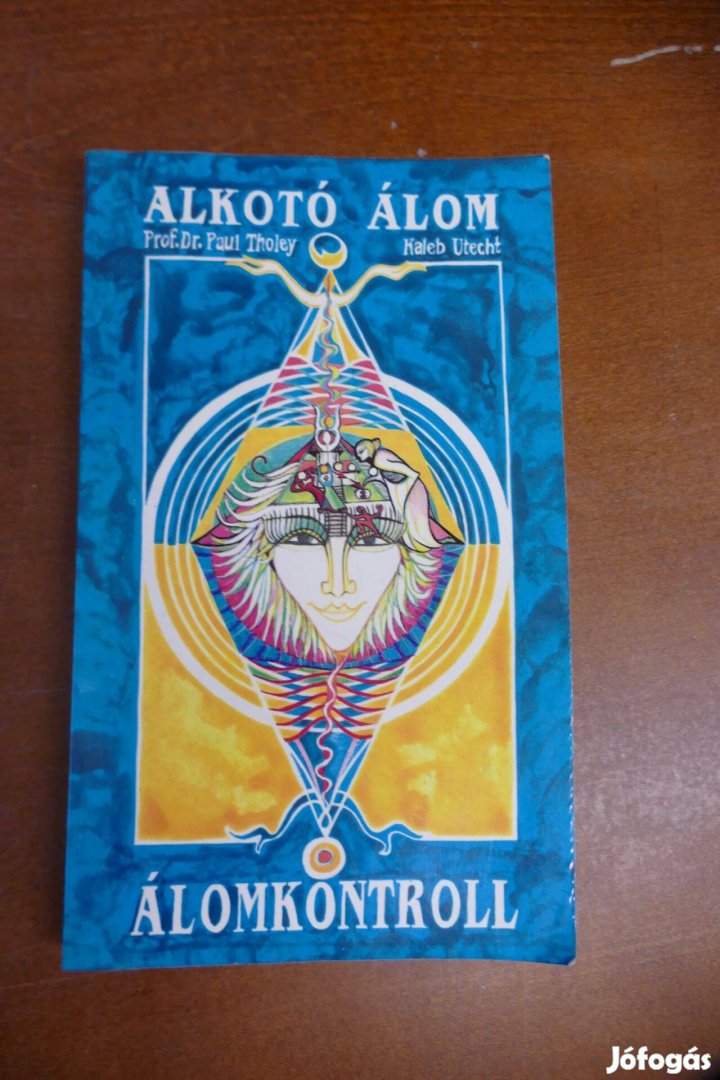 ALKOTÓ ÁLOM
Prof.Dr. Paul Tholey Kaleb Utecht
ÁLOMKONTROLL
Jófogás